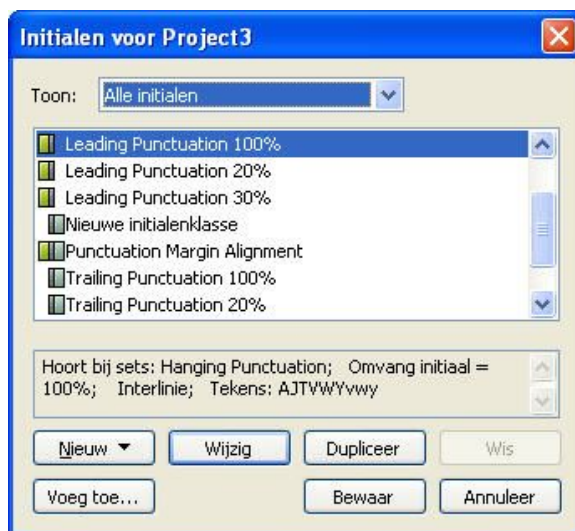 Initialen voor Project3
Toon: Alle initialen
Leading Punctuation 100%
Leading Punctuation 20%
Leading Punctuation 30%
Nieuwe initialenklasse
Punctuation Margin Alignment
Trailing Punctuation 100%
Trailing Punctuation 20%
Hoort bij sets: Hanging Punctuation; Omvang initiaal =
100%; Interlinie; Tekens: AJTVWYvwy
Nieuw Wijzig Dupliceer Wis
Voeg toe... Bewaar Annuleer